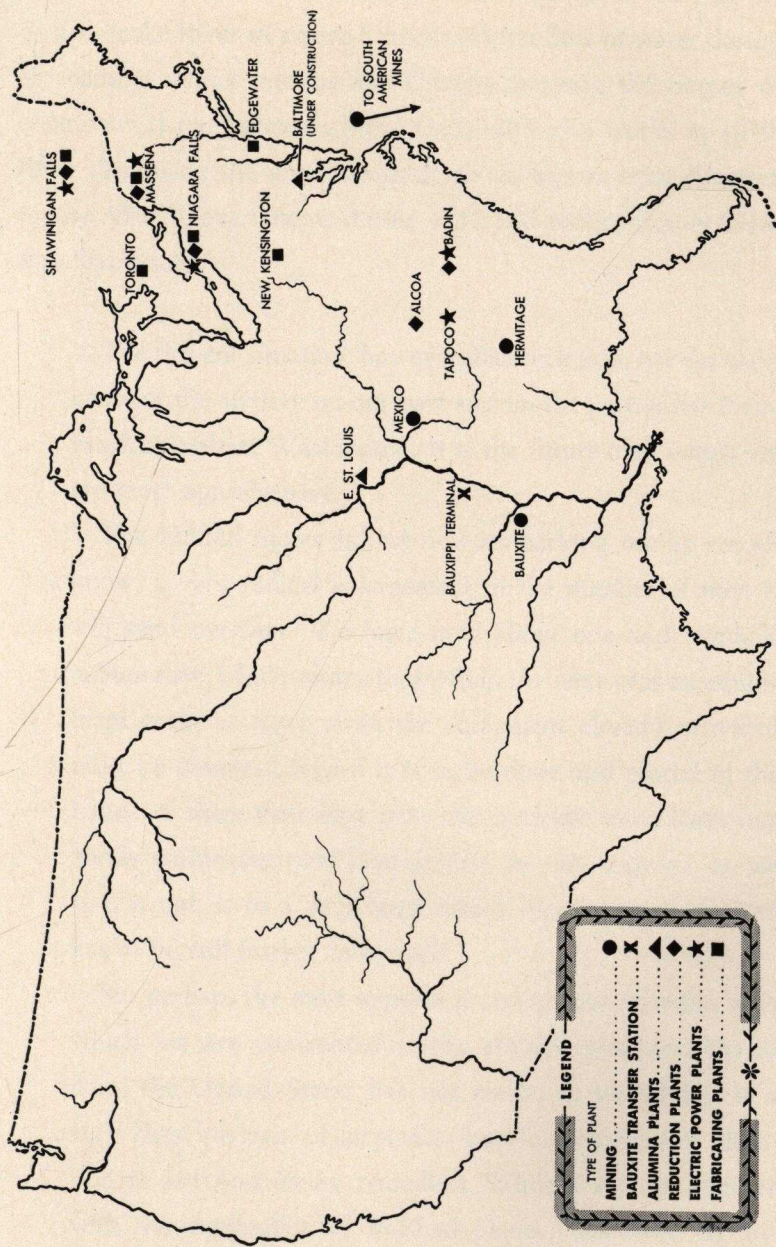 SHAWINIGAN FALLS
MASSENA
TORONTO
NIAGARA FALLS
EDGEWATER
NEW KENSINGTON
BALTIMORE
(UNDER CONSTRUCTION)
TO SOUTH
AMERICAN
MINES
E. ST. LOUIS
MEXICO
ALCOA
BADIN
TAPOCO
HERMITAGE
BAUXIPPI TERMINAL
BAUXITE
LEGEND
TYPE OF PLANT
MINING
BAUXITE TRANSFER STATION
ALUMINA PLANTS
REDUCTION PLANTS
ELECTRIC POWER PLANTS
FABRICATING PLANTS